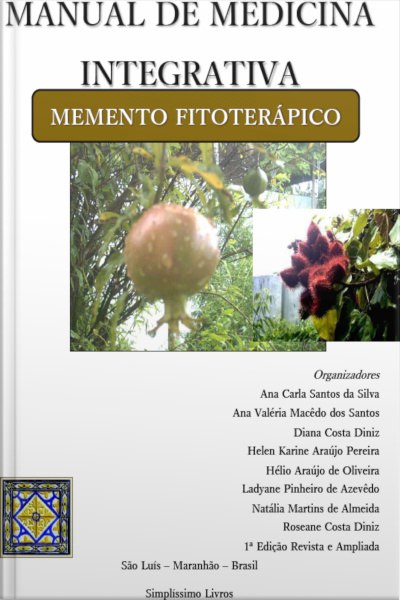 MANUAL DE MEDICINA
INTEGRATIVA
MEMENTO FITOTERÁPICO
Organizadores
Ana Carla Santos da Silva
Ana Valéria Macêdo dos Santos
Diana Costa Diniz
Helen Karine Araújo Pereira
Hélio Araújo de Oliveira
Ladyane Pinheiro de Azevêdo
Natália Martins de Almeida
Roseane Costa Diniz
1ª Edição Revista e Ampliada
São Luís – Maranhão – Brasil
Simplíssimo Livros